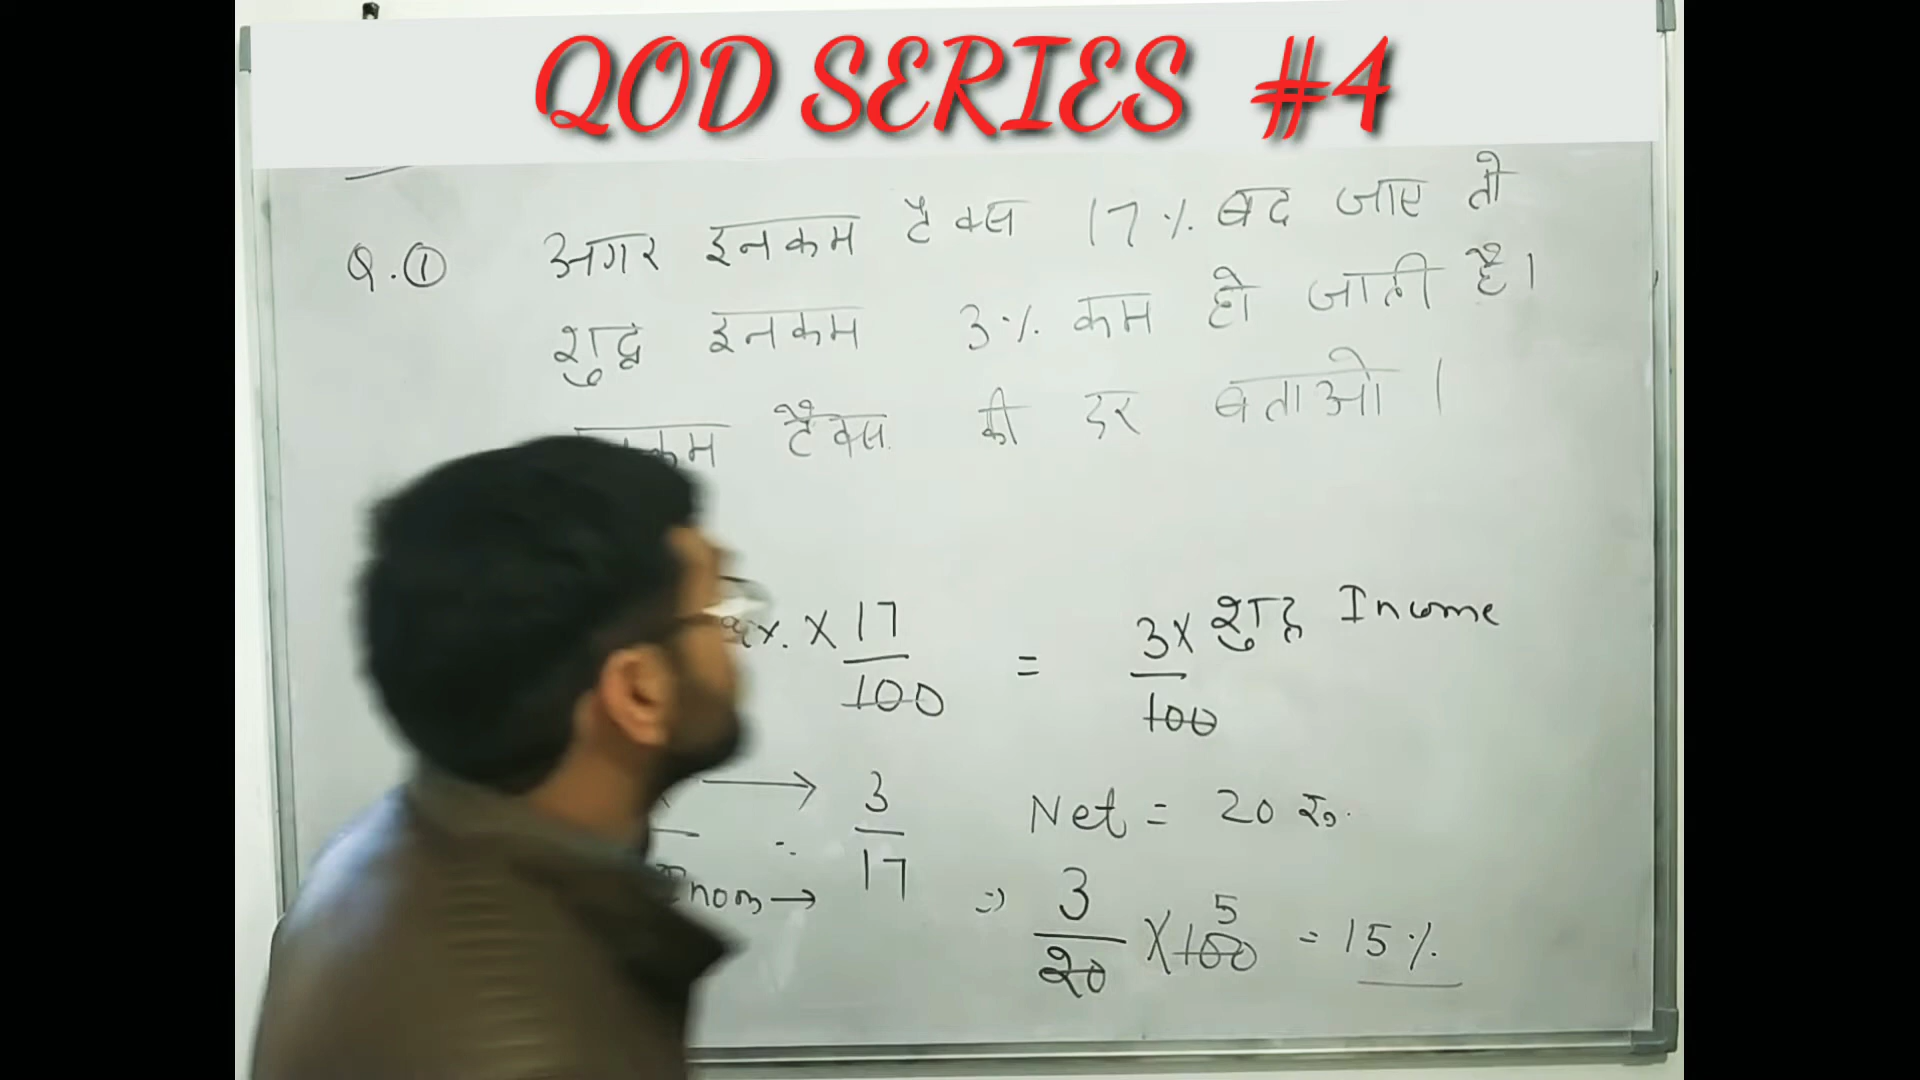 QOD SERIES #4
Q.① अगर इनकम टैक्स 17% बढ जाए तो
शुद्ध इनकम 3% कम हो जाती है।
टैक्स की दर बताओ।
x. × 17/100 = 3×/100 शुद्ध Income
→ 3
∴ /17
→
Net = 20 रु.
⇒ 3/20 × 100 5 = 15%